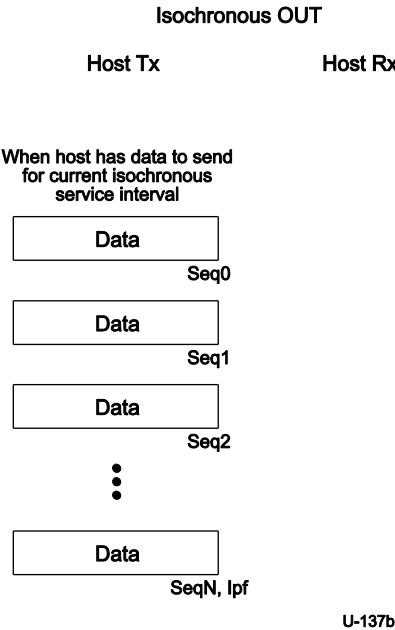 Isochronous OUT
Host Tx Host Rx
When host has data to send
for current isochronous
service interval
Data
Seq0
Data
Seq1
Data
Seq2
Data
SeqN, lpf
U-137b